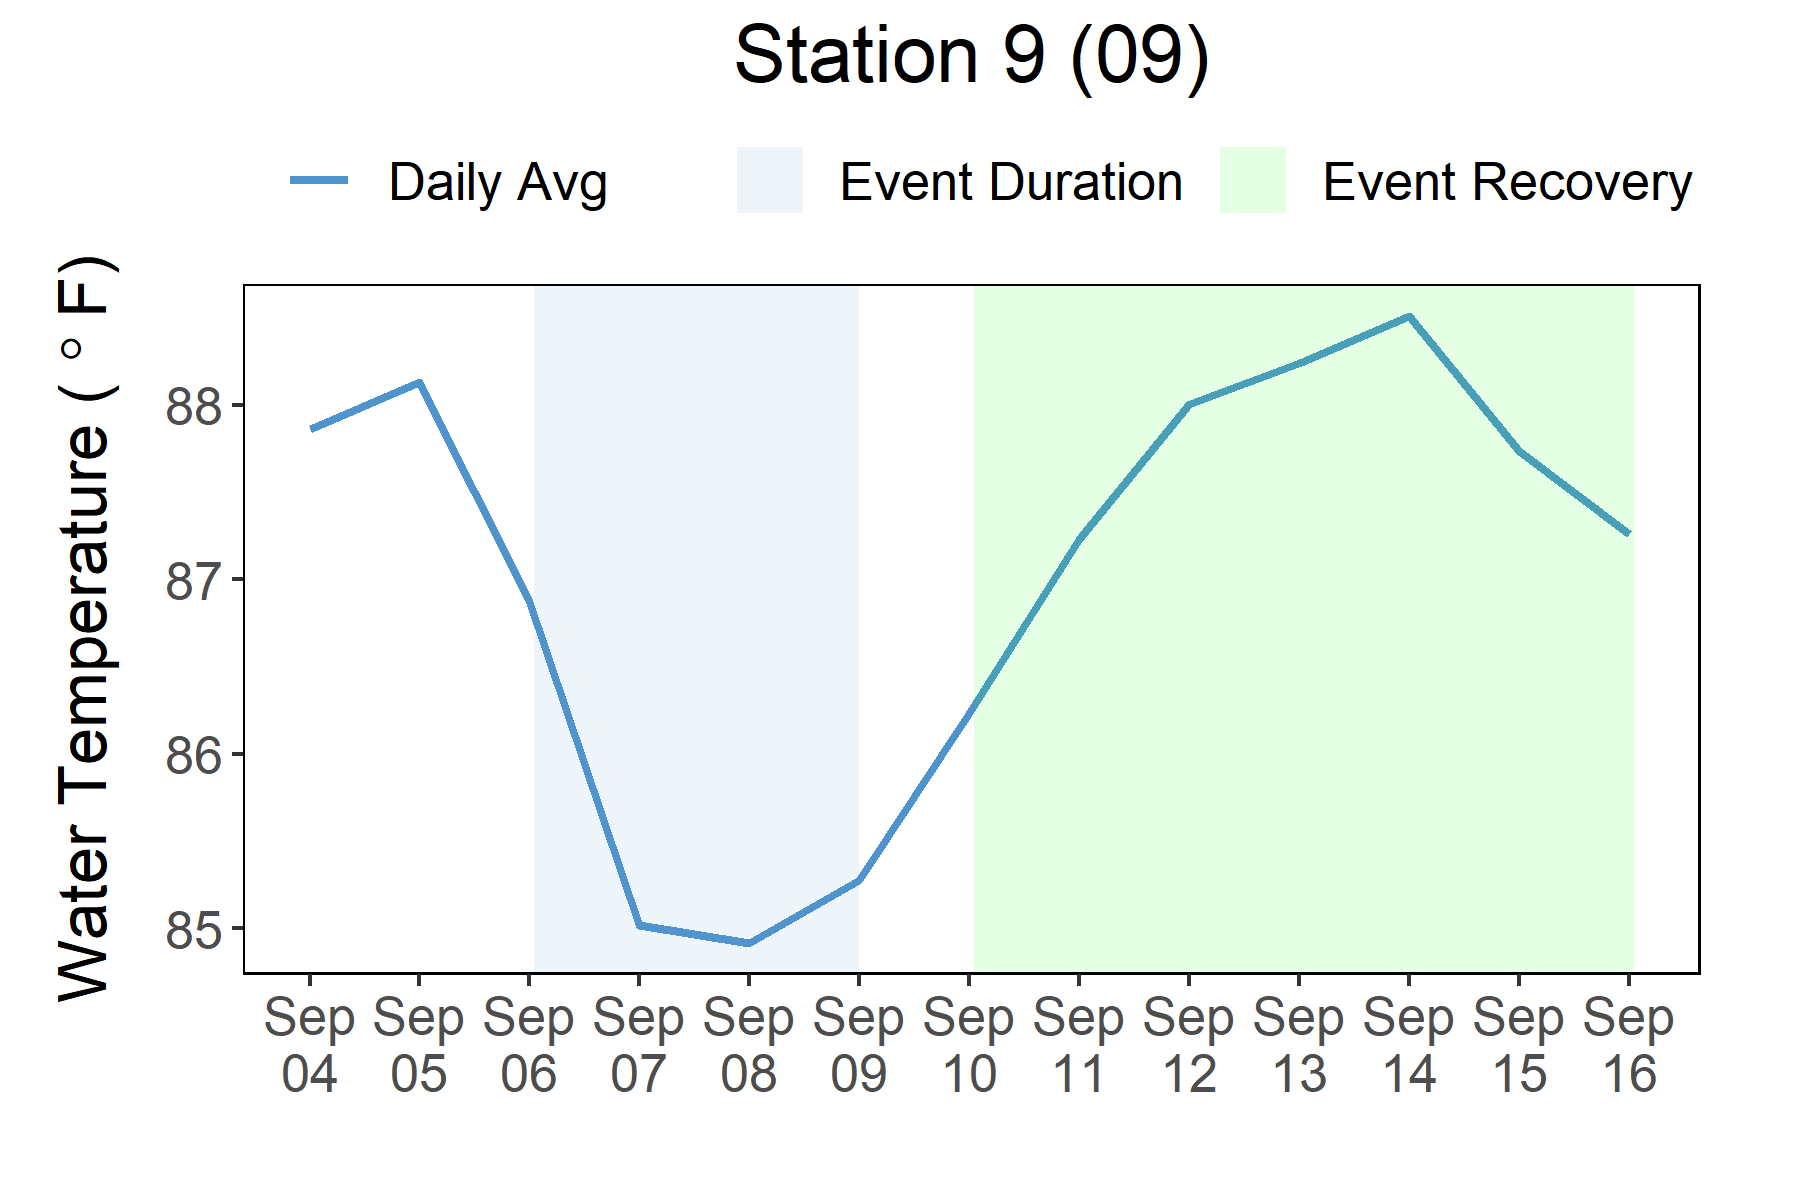 Station 9 (09)
Daily Avg Event Duration Event Recovery
Water Temperature ( ° F)
88
87
86
85
Sep Sep Sep Sep Sep Sep Sep Sep Sep Sep Sep Sep Sep
04 05 06 07 08 09 10 11 12 13 14 15 16